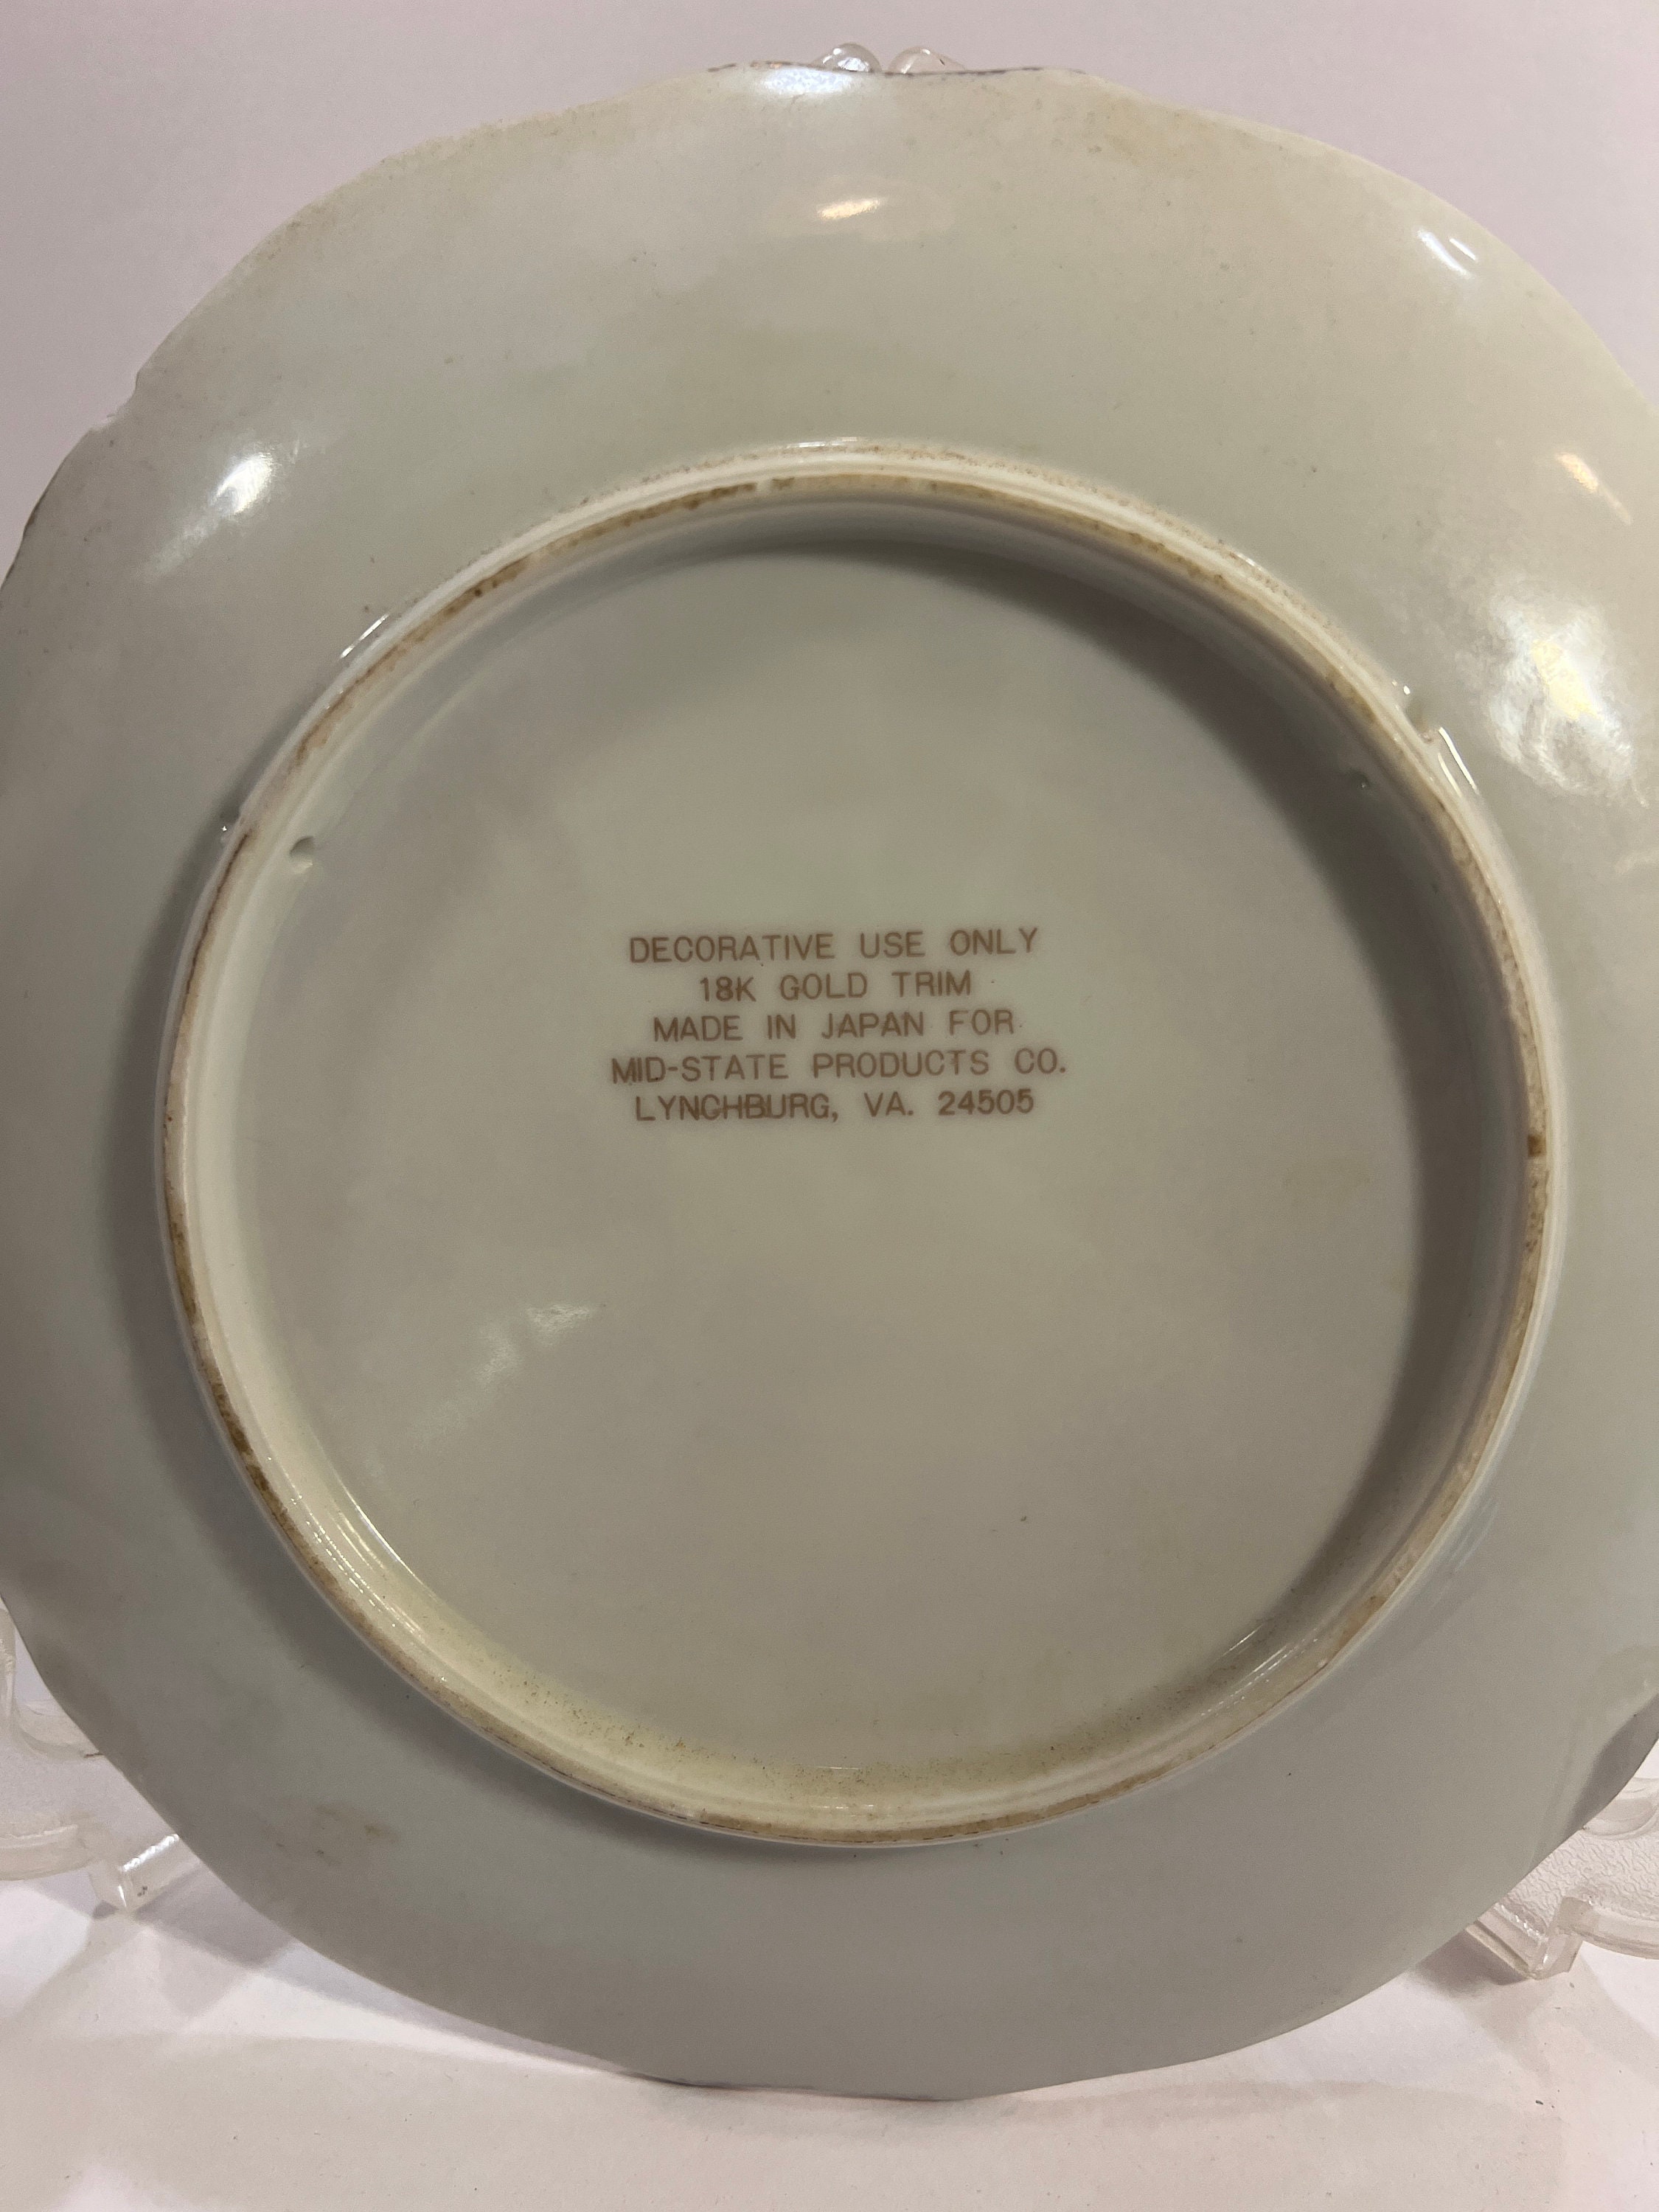 DECORATIVE USE ONLY
18K GOLD TRIM
MADE IN JAPAN FOR
MID-STATE PRODUCTS CO.
LYNCHBURG, VA. 24505